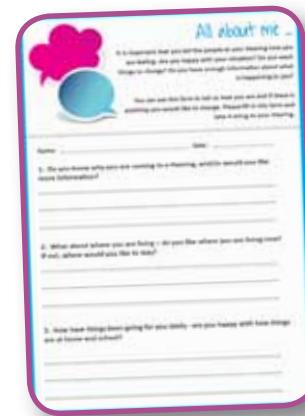 All about me ...
It is important that you tell the people at your Hearing how you
are feeling. Are you happy with your situation? Do you want
things to change? Do you have enough information about what
is happening to you?
You can use this form to tell us how you are and if there is
anything you would like to change. Please fill in this form and
take it along to your Hearing.
Name: Date:
1. Do you know why you are coming to a Hearing, and/or would you like
more information?
2. What about where you are living – do you like where you are living now?
If not, where would you like to stay?
3. How have things been going for you lately - are you happy with how things
are at home and school?